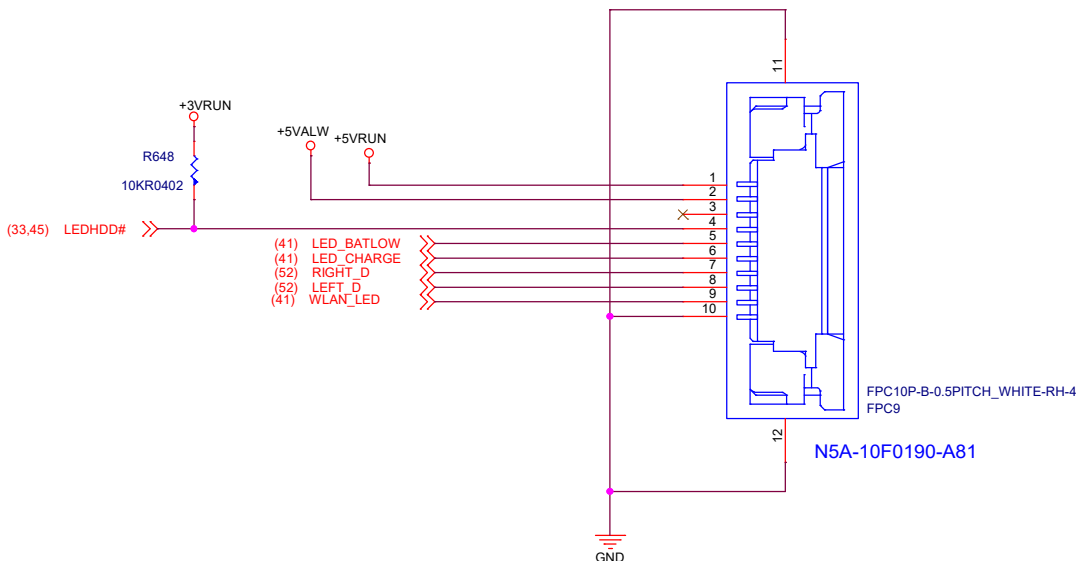 11
+3VRUN
+5VALW
+5VRUN
R648
10KR0402
1
2
3
4
5
6
7
8
9
10
(33,45) LEDHDD#
(41) LED_BATLOW
(41) LED_CHARGE
(52) RIGHT_D
(52) LEFT_D
(41) WLAN_LED
FPC10P-B-0.5PITCH_WHITE-RH-4
FPC9
12
N5A-10F0190-A81
GND